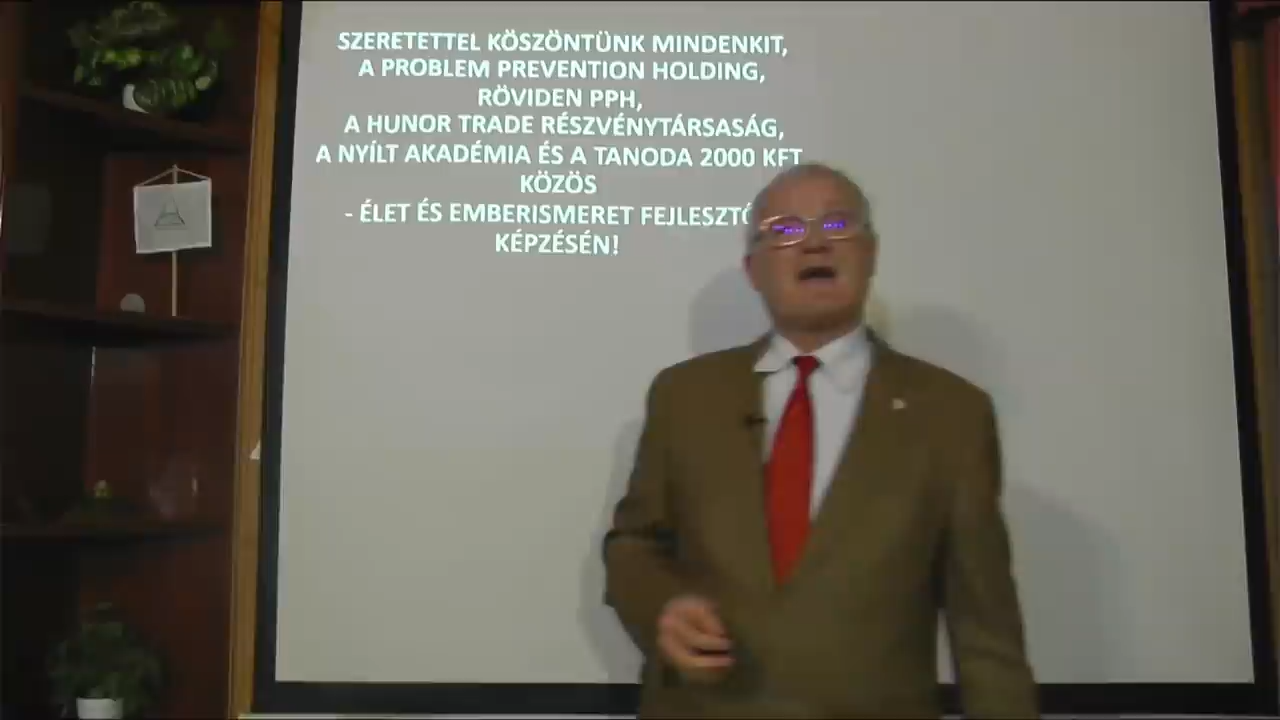 SZERETETTEL KÖSZÖNTÜNK MINDENKIT,
A PROBLEM PREVENTION HOLDING,
RÖVIDEN PPH,
A HUNOR TRADE RÉSZVÉNYTÁRSASÁG,
A NYÍLT AKADÉMIA ÉS A TANODA 2000 KFT
KÖZÖS
- ÉLET ÉS EMBERISMERET FEJLESZTŐ
KÉPZÉSÉN!